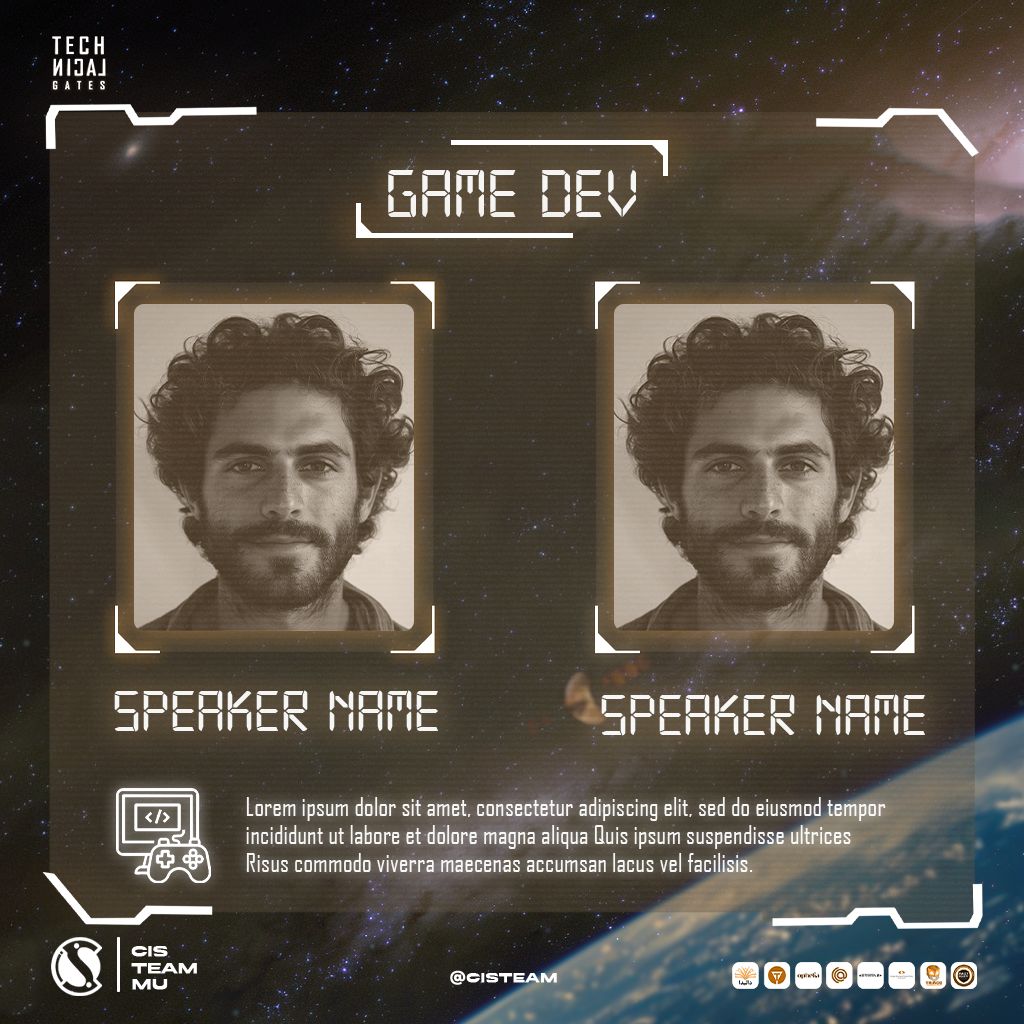 TECH
NICAL
GATES
GAME DEV
SPEAKER NAME
SPEAKER NAME
</>
Lorem ipsum dolor sit amet, consectetur adipiscing elit, sed do eiusmod tempor
incididunt ut labore et dolore magna aliqua Quis ipsum suspendisse ultrices
Risus commodo viverra maecenas accumsan lacus vel facilisis.
CIS
TEAM
MU
@CISTEAM
ophelia